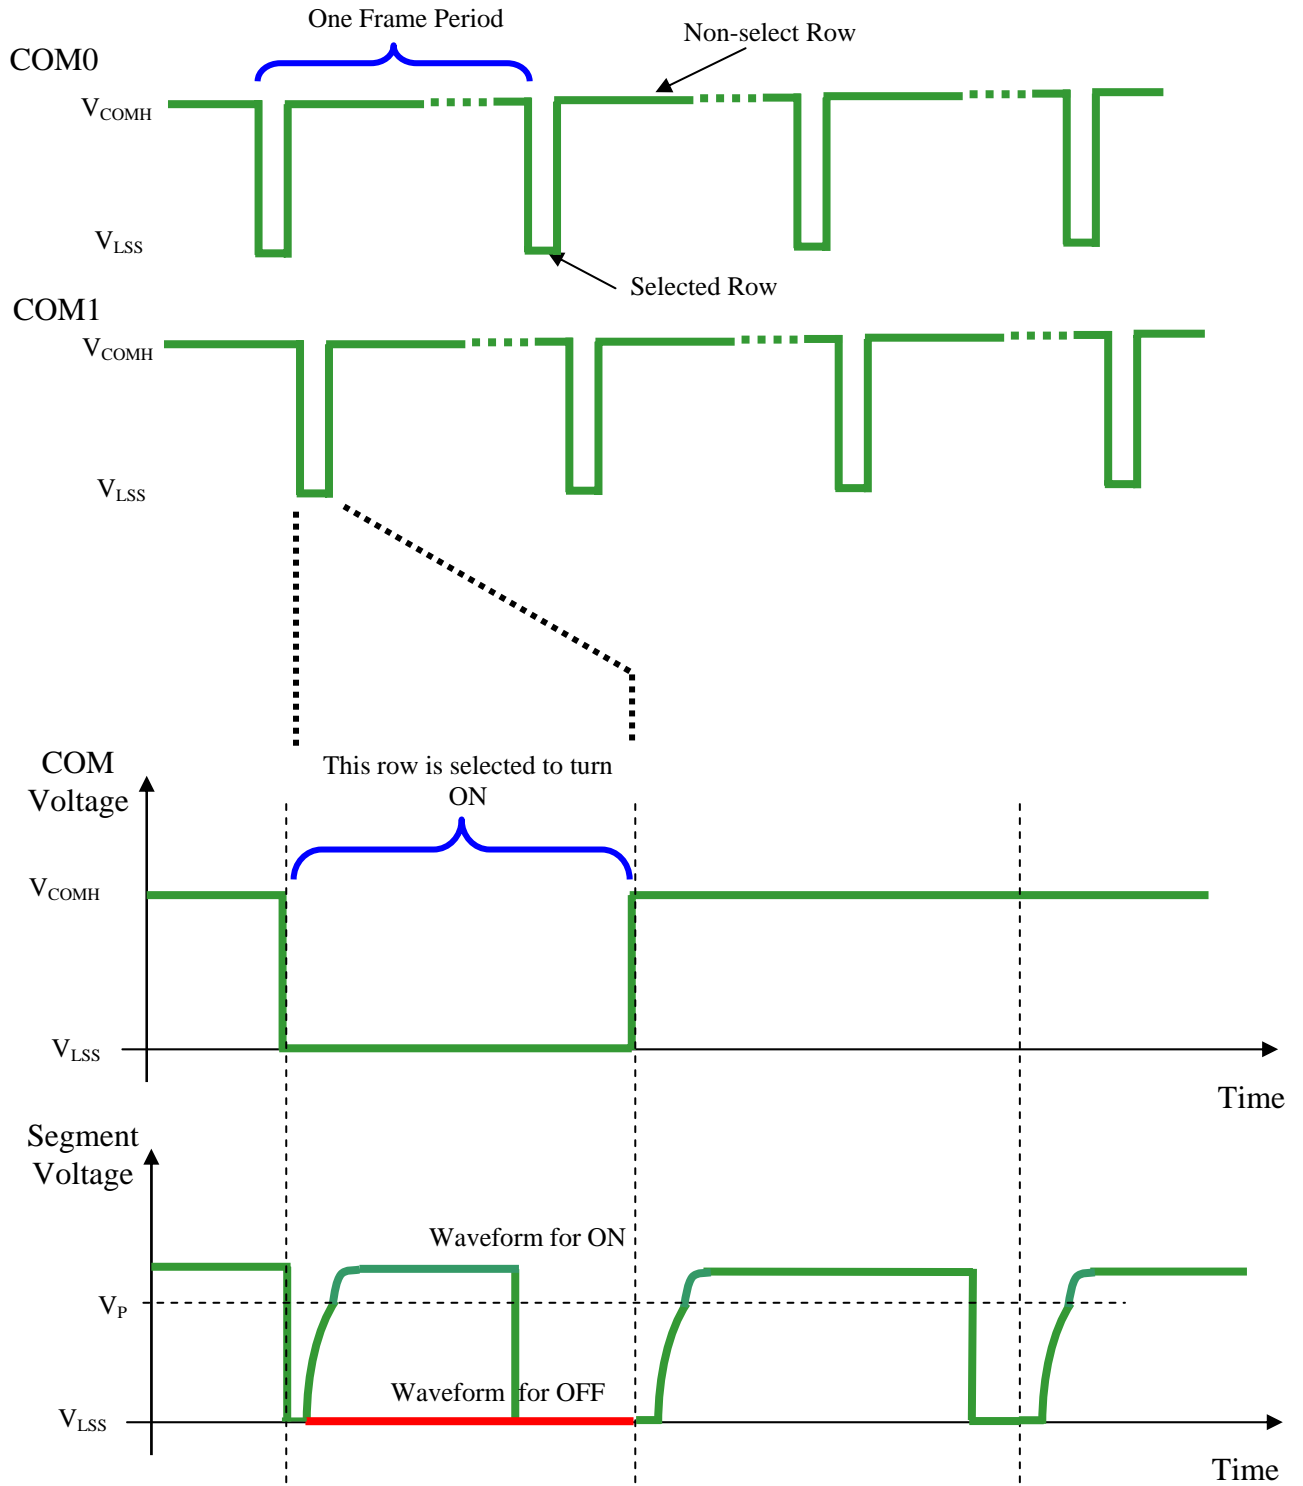 One Frame Period
Non-select Row
COM0
VCOMH
VLSS
Selected Row
COM1
VCOMH
VLSS
COM
Voltage
This row is selected to turn
ON
VCOMH
VLSS
Time
Segment
Voltage
Waveform for ON
VP
Waveform for OFF
VLSS
Time